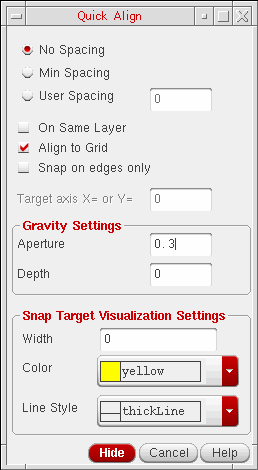 Quick Align
No Spacing
Min Spacing
User Spacing 0
On Same Layer
Align to Grid
Snap on edges only
Target axis X= or Y= 0
Gravity Settings
Aperture 0.3
Depth 0
Snap Target Visualization Settings
Width 0
Color yellow
Line Style thickLine
Hide Cancel Help